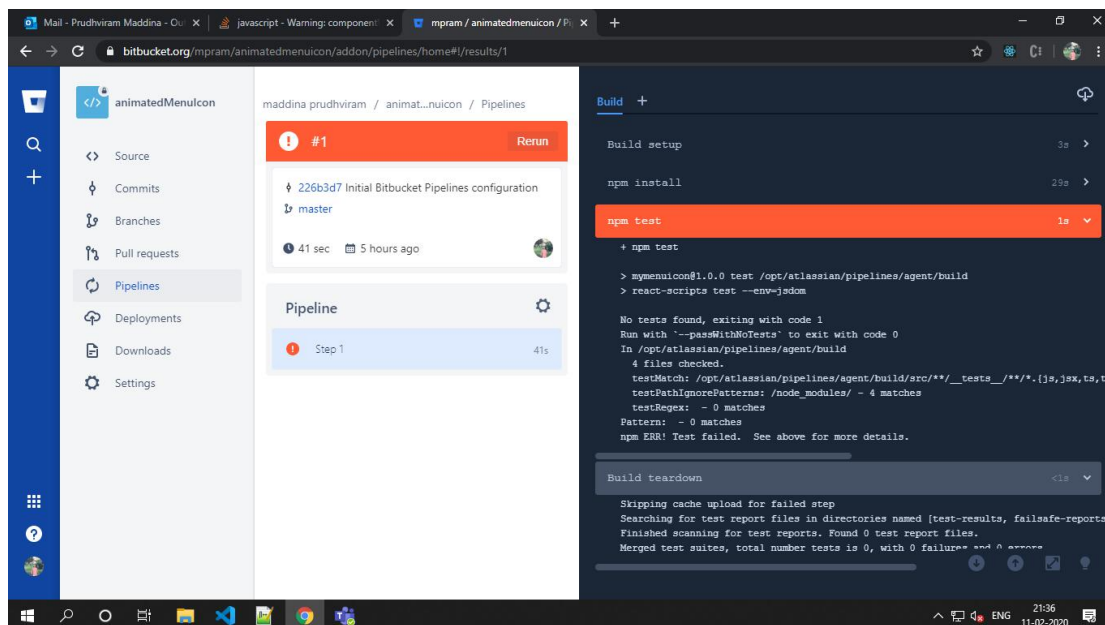 Mail - Prudhviram Maddina - Ou
javascript - Warning: component
mpram / animatedmenuicon / Pi
bitbucket.org/mpram/animatedmenuicon/addon/pipelines/home#!/results/1
animatedMenuIcon
Source
Commits
Branches
Pull requests
Pipelines
Deployments
Downloads
Settings
maddina prudhviram / animat...nuicon / Pipelines
#1 Rerun
226b3d7 Initial Bitbucket Pipelines configuration
master
41 sec 5 hours ago
Pipeline
Step 1 41s
Build +
Build setup 3s
npm install 29s
npm test 1s
+ npm test
> mymenuicon@1.0.0 test /opt/atlassian/pipelines/agent/build
> react-scripts test --env=jsdom
No tests found, exiting with code 1
Run with `--passWithNoTests` to exit with code 0
In /opt/atlassian/pipelines/agent/build
4 files checked.
testMatch: /opt/atlassian/pipelines/agent/build/src/**/__tests__/**/*.{js,jsx,ts,t
testPathIgnorePatterns: /node_modules/ - 4 matches
testRegex: - 0 matches
Pattern: - 0 matches
npm ERR! Test failed. See above for more details.
Build teardown <1s
Skipping cache upload for failed step
Searching for test report files in directories named [test-results, failsafe-reports
Finished scanning for test reports. Found 0 test report files.
Merged test suites, total number tests is 0, with 0 failures and 0 errors
ENG
21:36
11-02-2020